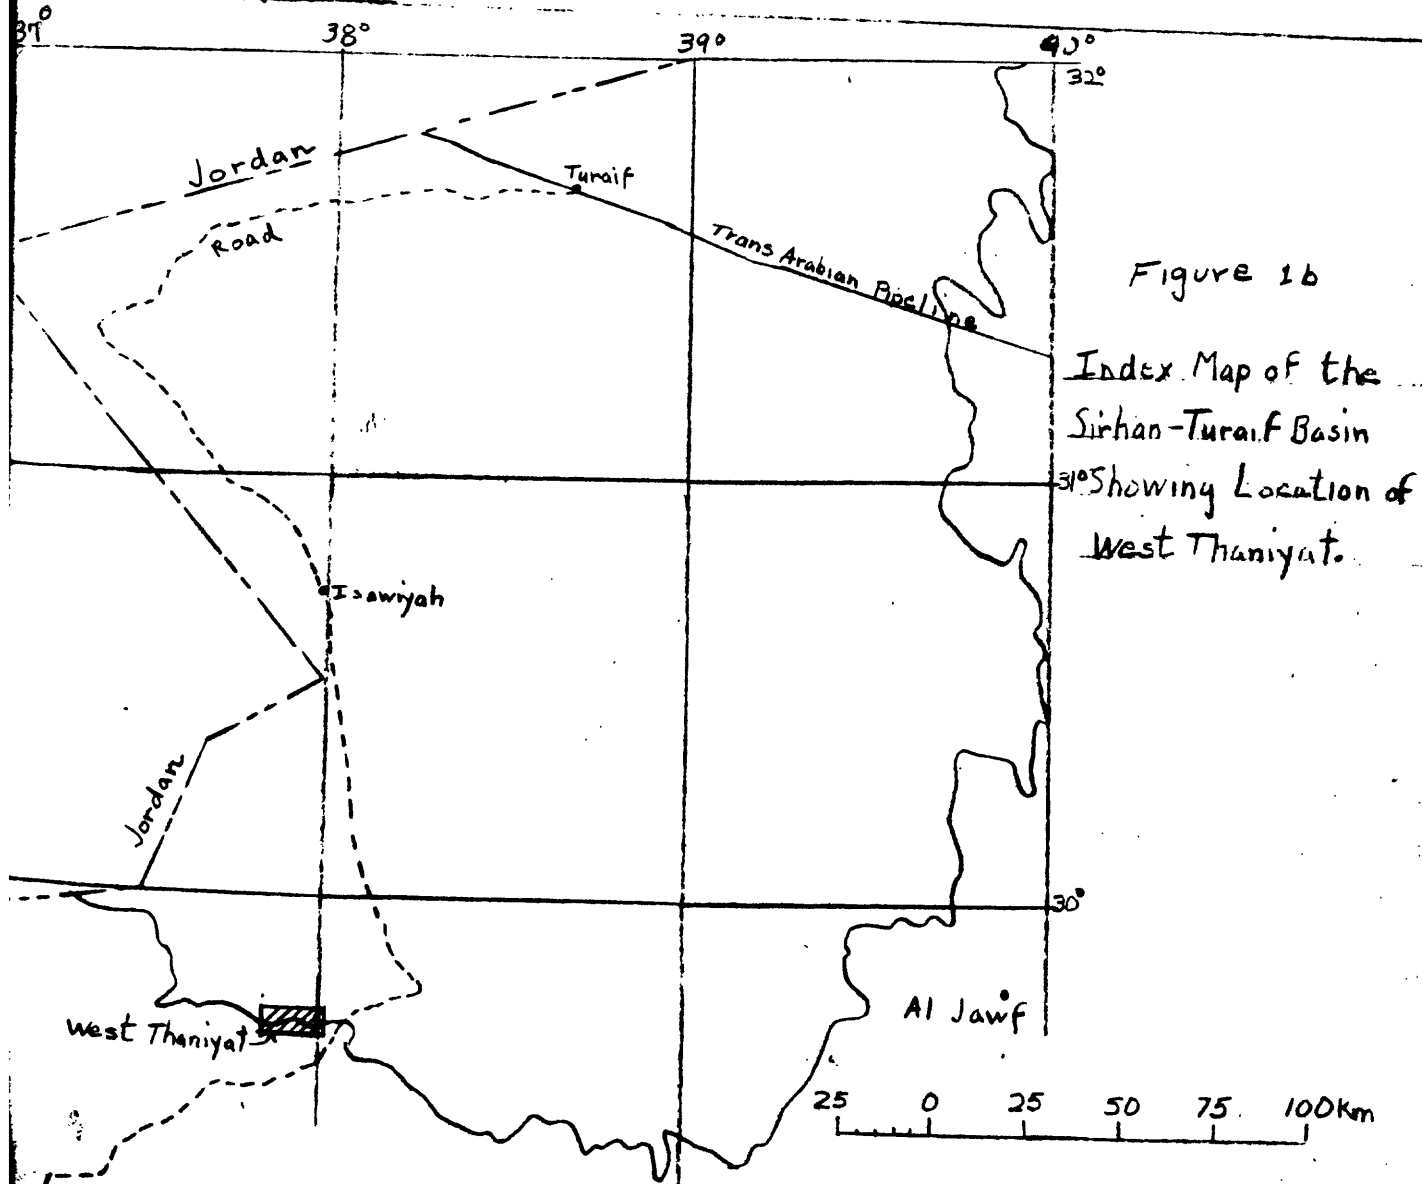 37° 38° 39° 40°
32°
Jordan
Turaif
Road
Trans Arabian Pipeline
Figure 1b
Index Map of the
Sirhan-Turaif Basin
31° Showing Location of
West Thaniyat.
Isawiyah
Jordan
30°
Al Jawf
West Thaniyat
25 0 25 50 75 100Km